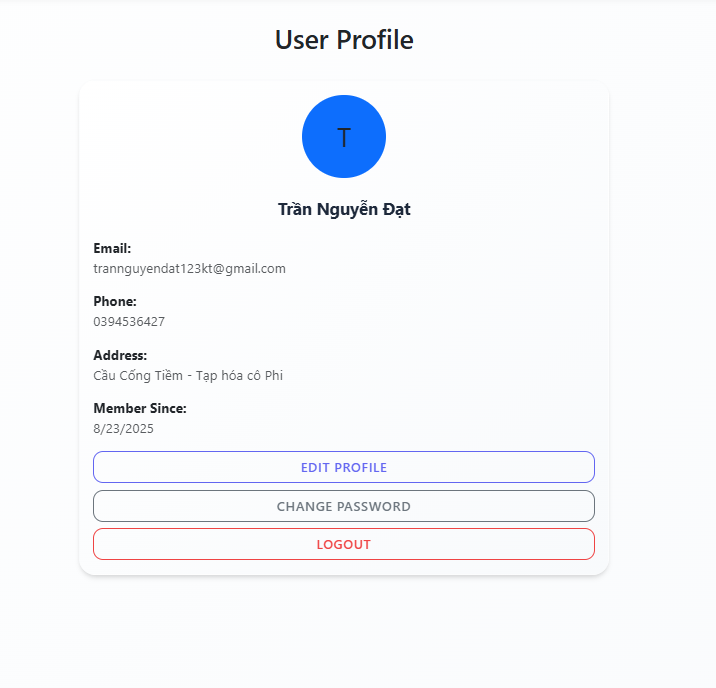 User Profile
T
Trần Nguyễn Đạt
Email:
trannguyendat123kt@gmail.com
Phone:
0394536427
Address:
Cầu Cống Tiềm - Tạp hóa cô Phi
Member Since:
8/23/2025
EDIT PROFILE
CHANGE PASSWORD
LOGOUT